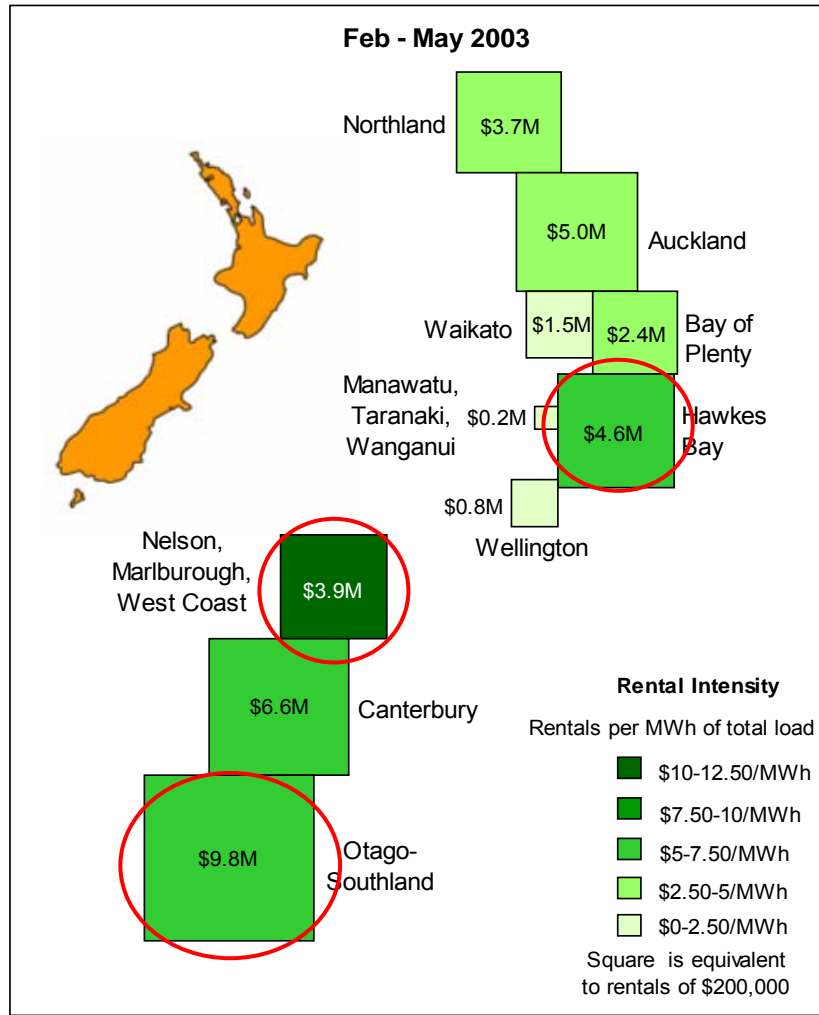 Feb - May 2003
Northland
$3.7M
$5.0M
Auckland
Waikato
$1.5M
$2.4M
Bay of
Plenty
Manawatu,
Taranaki,
Wanganui
$0.2M
$4.6M
Hawkes
Bay
$0.8M
Wellington
Nelson,
Marlburough,
West Coast
$3.9M
$6.6M
Canterbury
$9.8M
Otago-
Southland
Rental Intensity
Rentals per MWh of total load
$10-12.50/MWh
$7.50-10/MWh
$5-7.50/MWh
$2.50-5/MWh
$0-2.50/MWh
Square is equivalent
to rentals of $200,000